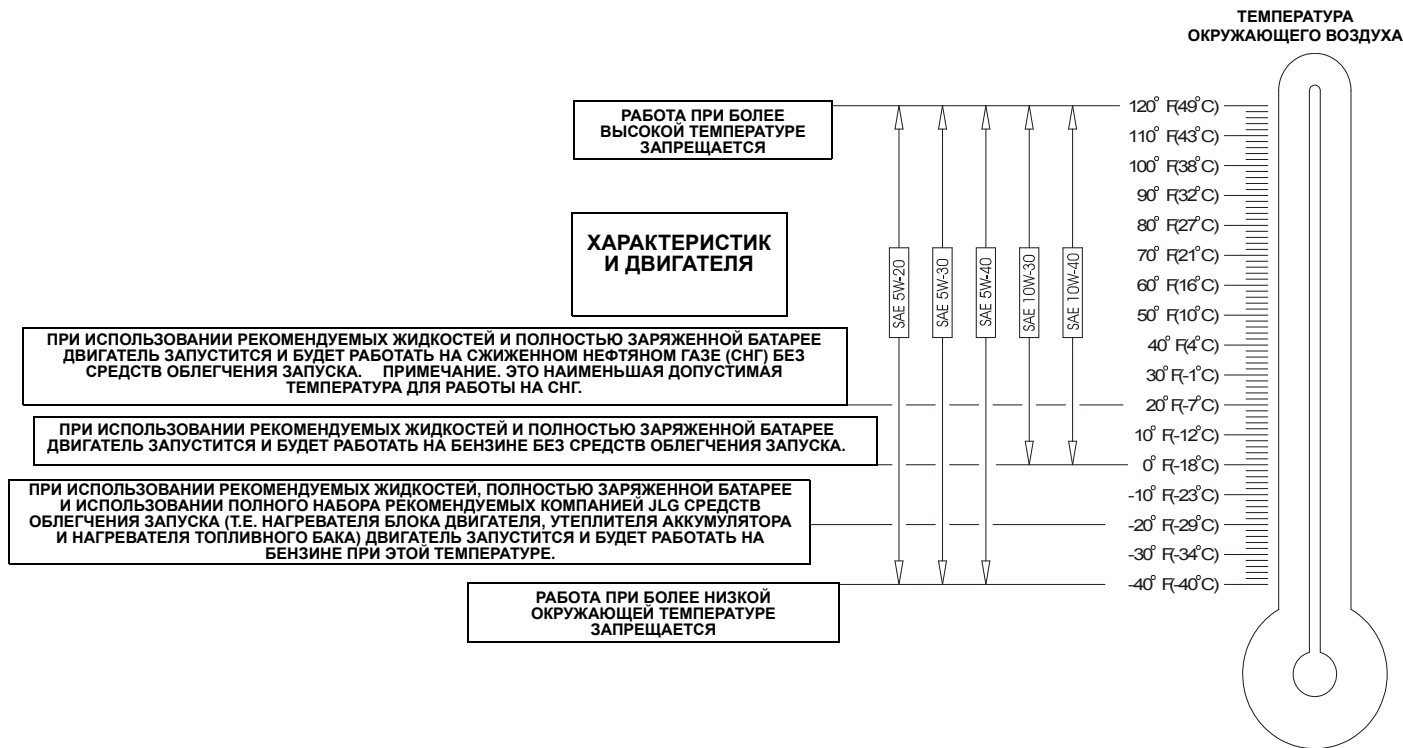 ТЕМПЕРАТУРА
ОКРУЖАЮЩЕГО ВОЗДУХА
РАБОТА ПРИ БОЛЕЕ
ВЫСОКОЙ ТЕМПЕРАТУРЕ
ЗАПРЕЩАЕТСЯ
ХАРАКТЕРИСТИК
И ДВИГАТЕЛЯ
ПРИ ИСПОЛЬЗОВАНИИ РЕКОМЕНДУЕМЫХ ЖИДКОСТЕЙ И ПОЛНОСТЬЮ ЗАРЯЖЕННОЙ БАТАРЕЕ
ДВИГАТЕЛЬ ЗАПУСТИТСЯ И БУДЕТ РАБОТАТЬ НА СЖИЖЕННОМ НЕФТЯНОМ ГАЗЕ (СНГ) БЕЗ
СРЕДСТВ ОБЛЕГЧЕНИЯ ЗАПУСКА. ПРИМЕЧАНИЕ. ЭТО НАИМЕНЬШАЯ ДОПУСТИМАЯ
ТЕМПЕРАТУРА ДЛЯ РАБОТЫ НА СНГ.
ПРИ ИСПОЛЬЗОВАНИИ РЕКОМЕНДУЕМЫХ ЖИДКОСТЕЙ И ПОЛНОСТЬЮ ЗАРЯЖЕННОЙ БАТАРЕЕ
ДВИГАТЕЛЬ ЗАПУСТИТСЯ И БУДЕТ РАБОТАТЬ НА БЕНЗИНЕ БЕЗ СРЕДСТВ ОБЛЕГЧЕНИЯ ЗАПУСКА.
ПРИ ИСПОЛЬЗОВАНИИ РЕКОМЕНДУЕМЫХ ЖИДКОСТЕЙ, ПОЛНОСТЬЮ ЗАРЯЖЕННОЙ БАТАРЕЕ
И ИСПОЛЬЗОВАНИИ ПОЛНОГО НАБОРА РЕКОМЕНДУЕМЫХ КОМПАНИЕЙ JLG СРЕДСТВ
ОБЛЕГЧЕНИЯ ЗАПУСКА (Т.Е. НАГРЕВАТЕЛЯ БЛОКА ДВИГАТЕЛЯ, УТЕПЛИТЕЛЯ АККУМУЛЯТОРА
И НАГРЕВАТЕЛЯ ТОПЛИВНОГО БАКА) ДВИГАТЕЛЬ ЗАПУСТИТСЯ И БУДЕТ РАБОТАТЬ НА
БЕНЗИНЕ ПРИ ЭТОЙ ТЕМПЕРАТУРЕ.
РАБОТА ПРИ БОЛЕЕ НИЗКОЙ
ОКРУЖАЮЩЕЙ ТЕМПЕРАТУРЕ
ЗАПРЕЩАЕТСЯ
SAE 5W-20
SAE 5W-30
SAE 5W-40
SAE 10W-30
SAE 10W-40
120° F(49°C)
110° F(43°C)
100° F(38°C)
90° F(32°C)
80° F(27°C)
70° F(21°C)
60° F(16°C)
50° F(10°C)
40° F(4°C)
30° F(-1°C)
20° F(-7°C)
10° F(-12°C)
0° F(-18°C)
-10° F(-23°C)
-20° F(-29°C)
-30° F(-34°C)
-40° F(-40°C)